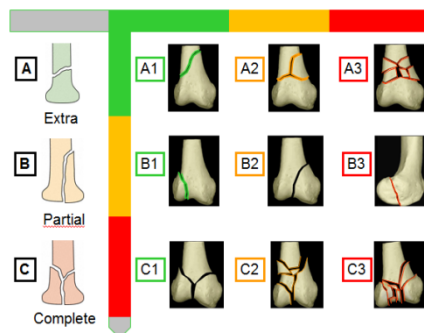 A
A1
A2
A3
Extra
B
B1
B2
B3
Partial
C
C1
C2
C3
Complete